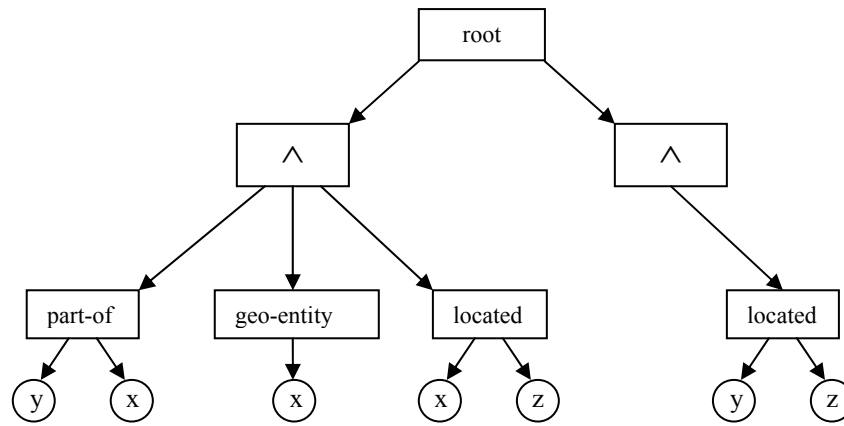 root
∧ ∧
part-of geo-entity located located
y x x x z y z